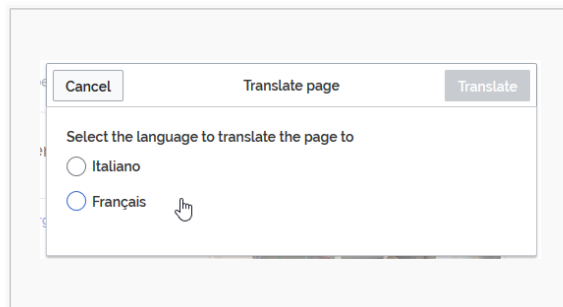 Cancel Translate page Translate
Select the language to translate the page to
Italiano
Français